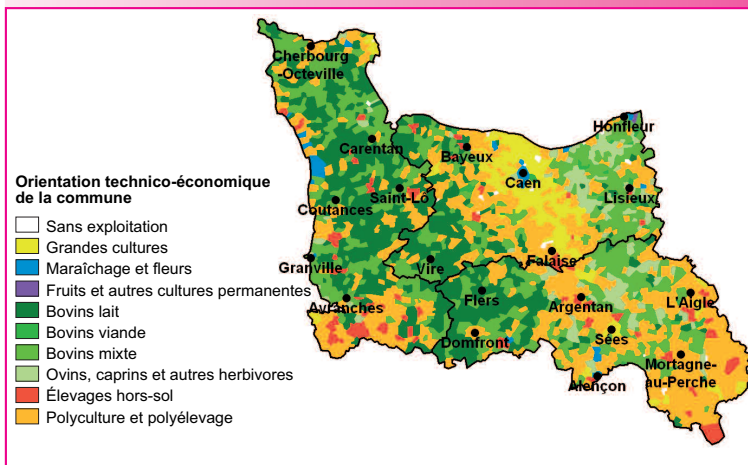 Cherbourg
-Octeville
Honfleur
Carentan
Bayeux
Caen
Orientation technico-économique
de la commune
Saint-Lô
Lisieux
Coutances
Sans exploitation
Grandes cultures
Maraîchage et fleurs
Granville
Vire
Falaise
Fruits et autres cultures permanentes
Bovins lait
Avranches
Flers
Argentan
L'Aigle
Bovins viande
Bovins mixte
Domfront
Sées
Ovins, caprins et autres herbivores
Mortagne-
au-Perche
Élevages hors-sol
Alençon
Polyculture et polyélevage